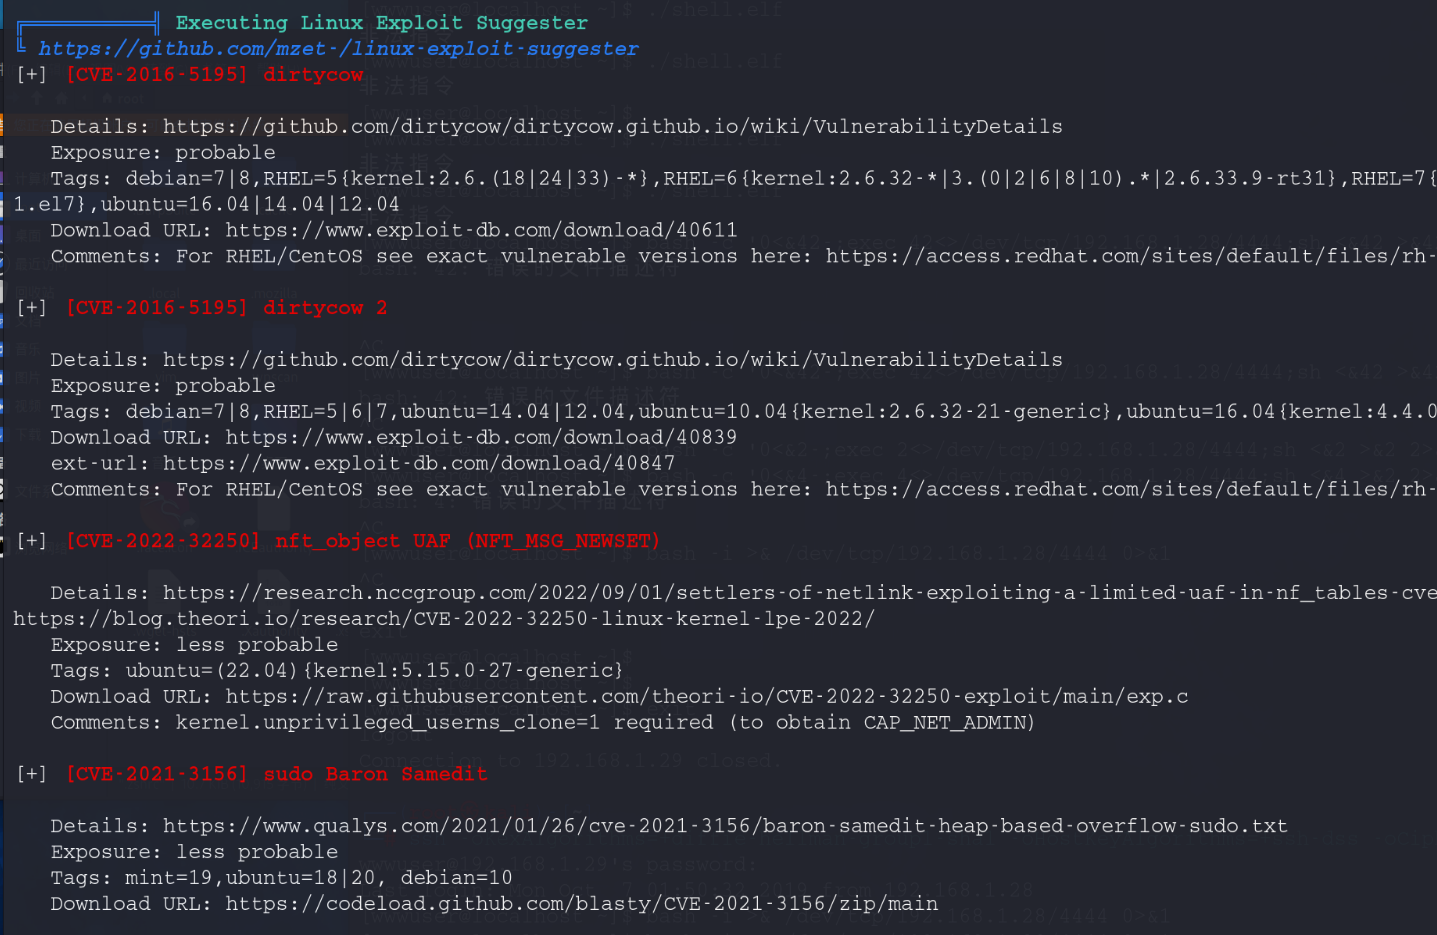 Executing Linux Exploit Suggester
https://github.com/mzet-/linux-exploit-suggester
[+] [CVE-2016-5195] dirtycow
Details: https://github.com/dirtycow/dirtycow.github.io/wiki/VulnerabilityDetails
Exposure: probable
Tags: debian=7|8,RHEL=5{kernel:2.6.(18|24|33)-*},RHEL=6{kernel:2.6.32-*|3.(0|2|6|8|10).*|2.6.33.9-rt31},RHEL=7{
1.el7},ubuntu=16.04|14.04|12.04
Download URL: https://www.exploit-db.com/download/40611
Comments: For RHEL/CentOS see exact vulnerable versions here: https://access.redhat.com/sites/default/files/rh-
[+] [CVE-2016-5195] dirtycow 2
Details: https://github.com/dirtycow/dirtycow.github.io/wiki/VulnerabilityDetails
Exposure: probable
Tags: debian=7|8,RHEL=5|6|7,ubuntu=14.04|12.04,ubuntu=10.04{kernel:2.6.32-21-generic},ubuntu=16.04{kernel:4.4.0
Download URL: https://www.exploit-db.com/download/40839
ext-url: https://www.exploit-db.com/download/40847
Comments: For RHEL/CentOS see exact vulnerable versions here: https://access.redhat.com/sites/default/files/rh-
[+] [CVE-2022-32250] nft_object UAF (NFT_MSG_NEWSET)
Details: https://research.nccgroup.com/2022/09/01/settlers-of-netlink-exploiting-a-limited-uaf-in-nf_tables-cve
https://blog.theori.io/research/CVE-2022-32250-linux-kernel-lpe-2022/
Exposure: less probable
Tags: ubuntu=(22.04){kernel:5.15.0-27-generic}
Download URL: https://raw.githubusercontent.com/theori-io/CVE-2022-32250-exploit/main/exp.c
Comments: kernel.unprivileged_userns_clone=1 required (to obtain CAP_NET_ADMIN)
[+] [CVE-2021-3156] sudo Baron Samedit
Details: https://www.qualys.com/2021/01/26/cve-2021-3156/baron-samedit-heap-based-overflow-sudo.txt
Exposure: less probable
Tags: mint=19,ubuntu=18|20, debian=10
Download URL: https://codeload.github.com/blasty/CVE-2021-3156/zip/main